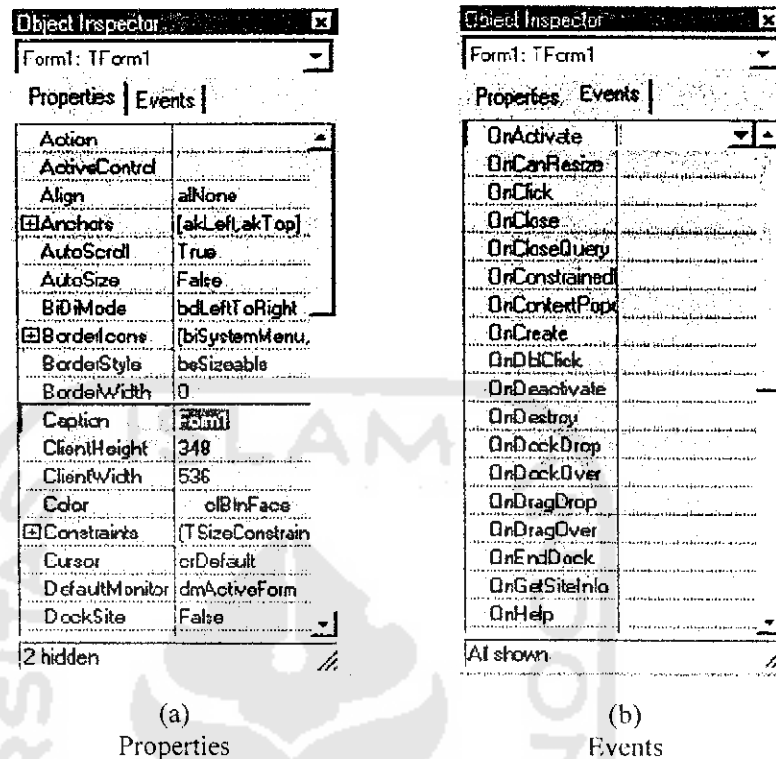 Object Inspector
Form1: TForm1
Properties Events
Action
ActiveControl
Align alNone
Anchors [akLeft,akTop]
AutoScroll True
AutoSize False
BiDiMode bdLeftToRight
BorderIcons [biSystemMenu,
BorderStyle bsSizeable
BorderWidth 0
Caption Form1
ClientHeight 348
ClientWidth 536
Color clBtnFace
Constraints (TSizeConstrain
Cursor crDefault
DefaultMonitor dmActiveForm
DockSite False
2 hidden
(a)
Properties
Object Inspector
Form1: TForm1
Properties Events
OnActivate
OnCanResize
OnClick
OnClose
OnCloseQuery
OnConstrained
OnContextPop
OnCreate
OnDblClick
OnDeactivate
OnDestroy
OnDockDrop
OnDockOver
OnDragDrop
OnDragOver
OnEndDock
OnGetSiteInfo
OnHelp
All shown
(b)
Events
ISLAM